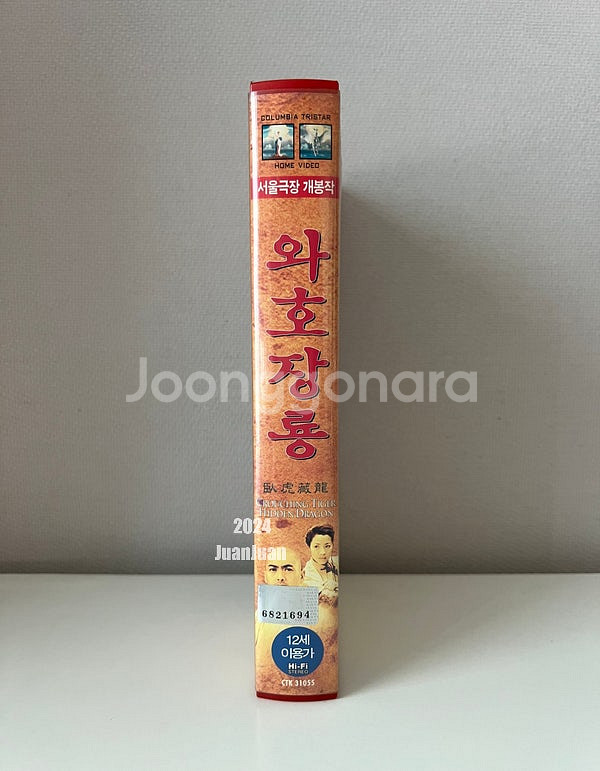 COLUMBIA TRISTAR
HOME VIDEO
서울극장 개봉작
와호장룡
Joonggonara
臥虎藏龍
CROUCHING TIGER
HIDDEN DRAGON
2024
JuanJuan
6821694
12세
이용가
Hi-Fi
STEREO
CTK 31055